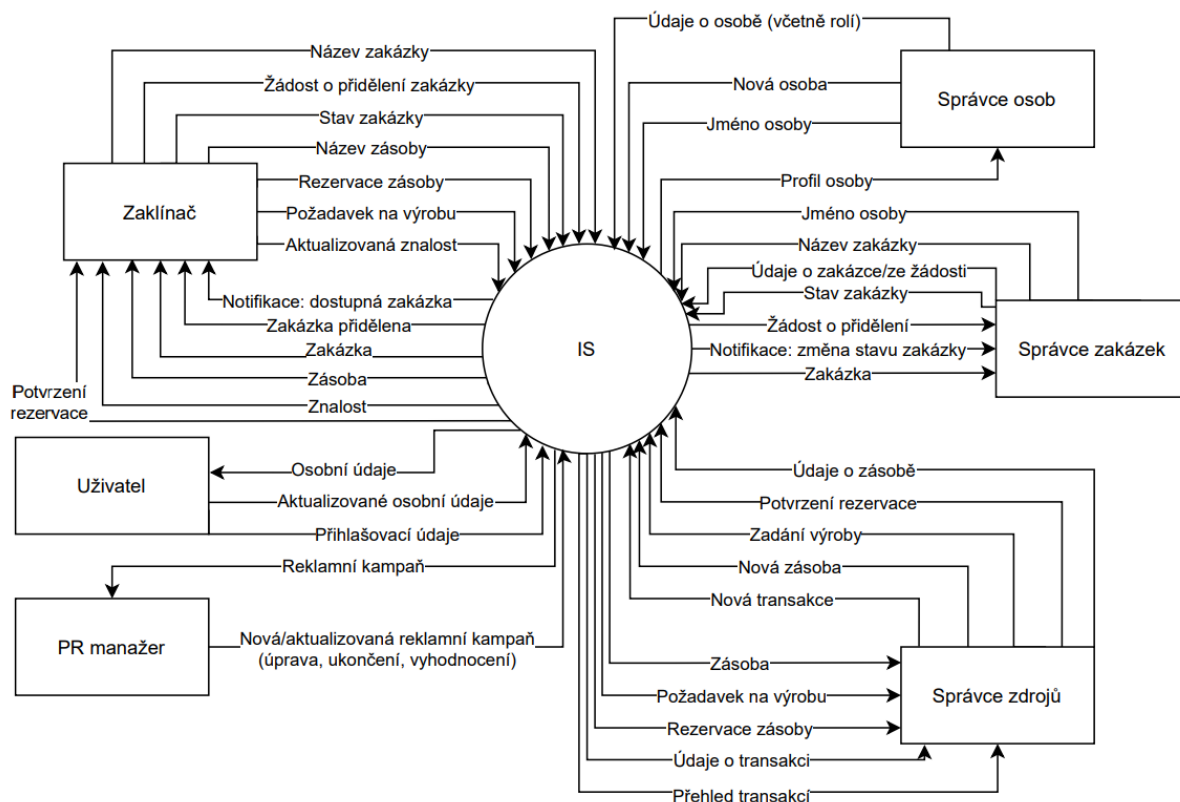 Údaje o osobě (včetně rolí)
Název zakázky
Žádost o přidělení zakázky
Nová osoba
Správce osob
Stav zakázky
Jméno osoby
Název zásoby
Rezervace zásoby
Profil osoby
Zaklínač
Požadavek na výrobu
Jméno osoby
Aktualizovaná znalost
Název zakázky
Údaje o zakázce/ze žádosti
Notifikace: dostupná zakázka
Stav zakázky
Zakázka přidělena
Žádost o přidělení
Zakázka
IS
Notifikace: změna stavu zakázky
Správce zakázek
Zásoba
Zakázka
Potvrzení
rezervace
Znalost
Osobní údaje
Údaje o zásobě
Uživatel
Aktualizované osobní údaje
Potvrzení rezervace
Přihlašovací údaje
Zadání výroby
Reklamní kampaň
Nová zásoba
Nová transakce
PR manažer
Nová/aktualizovaná reklamní kampaň
(úprava, ukončení, vyhodnocení)
Zásoba
Požadavek na výrobu
Správce zdrojů
Rezervace zásoby
Údaje o transakci
Přehled transakcí